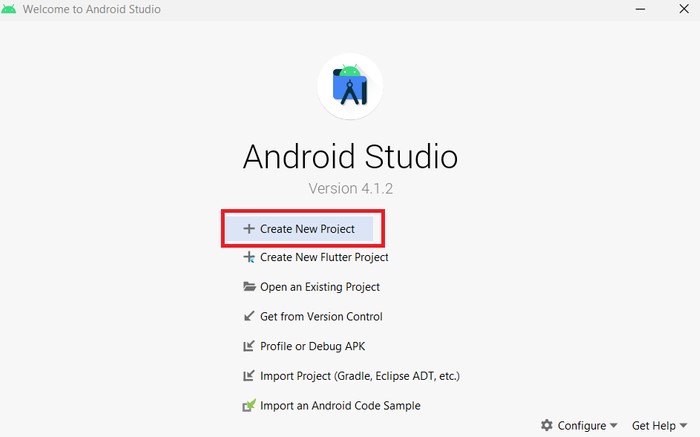 Welcome to Android Studio
Android Studio
Version 4.1.2
Create New Project
Create New Flutter Project
Open an Existing Project
Get from Version Control
Profile or Debug APK
Import Project (Gradle, Eclipse ADT, etc.)
Import an Android Code Sample
Configure Get Help